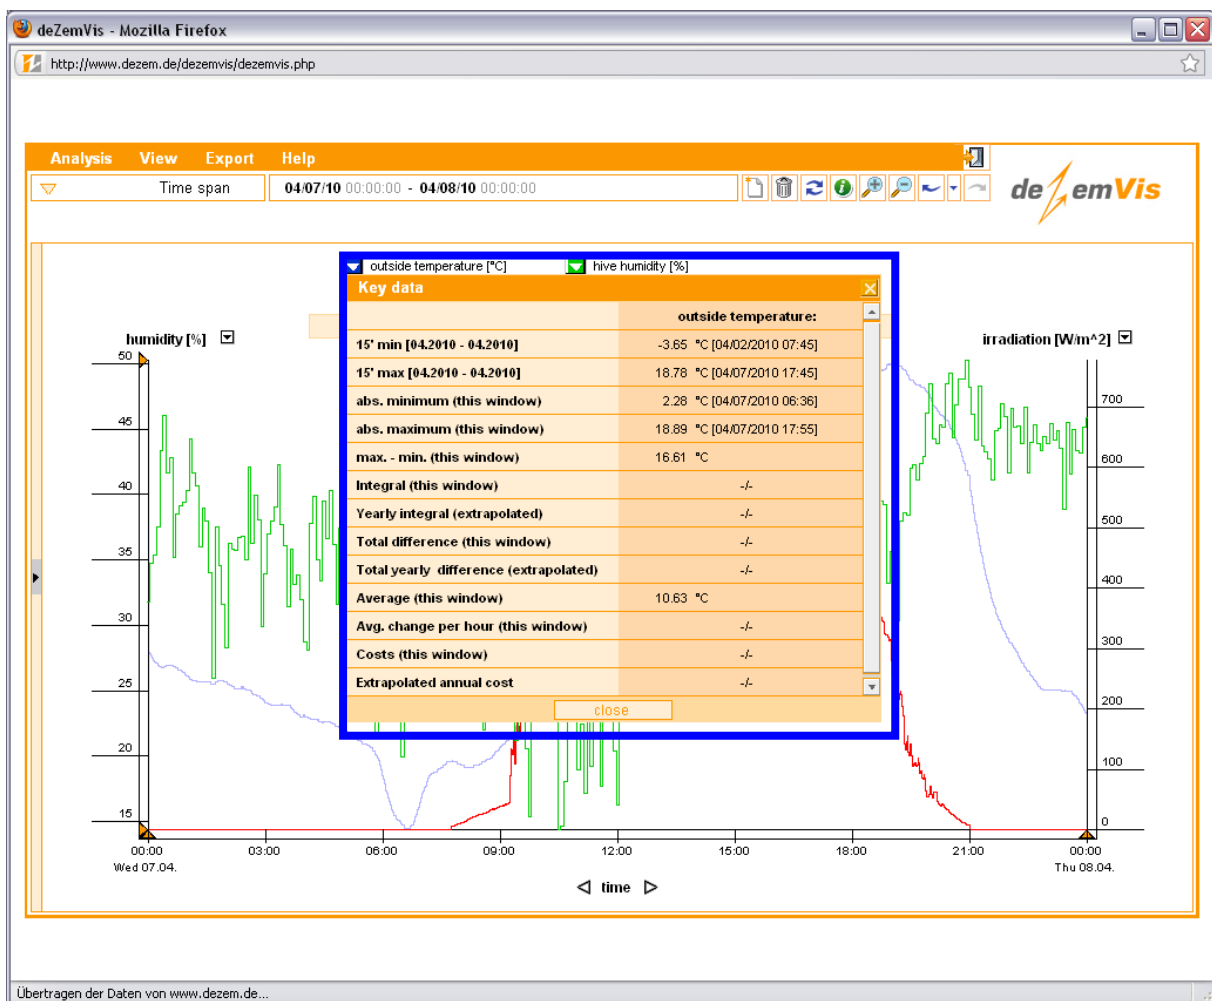 deZemVis - Mozilla Firefox
http://www.dezem.de/dezemvis/dezemvis.php
Analysis View Export Help
Time span 04/07/10 00:00:00 - 04/08/10 00:00:00
deZemVis
outside temperature [°C] hive humidity [%]
Key data
outside temperature:
humidity [%] irradiation [W/m^2]
15' min [04.2010 - 04.2010] -3.65 °C [04/02/2010 07:45]
15' max [04.2010 - 04.2010] 18.78 °C [04/07/2010 17:45]
abs. minimum (this window) 2.28 °C [04/07/2010 06:36]
abs. maximum (this window) 18.89 °C [04/07/2010 17:55]
max. - min. (this window) 16.61 °C
Integral (this window) -/-
Yearly integral (extrapolated) -/-
Total difference (this window) -/-
Total yearly difference (extrapolated) -/-
Average (this window) 10.63 °C
Avg. change per hour (this window) -/-
Costs (this window) -/-
Extrapolated annual cost -/-
close
50
45
40
35
30
25
20
15
700
600
500
400
300
200
100
0
00:00 03:00 06:00 09:00 12:00 15:00 18:00 21:00 00:00
Wed 07.04. Thu 08.04.
time
Übertragen der Daten von www.dezem.de...